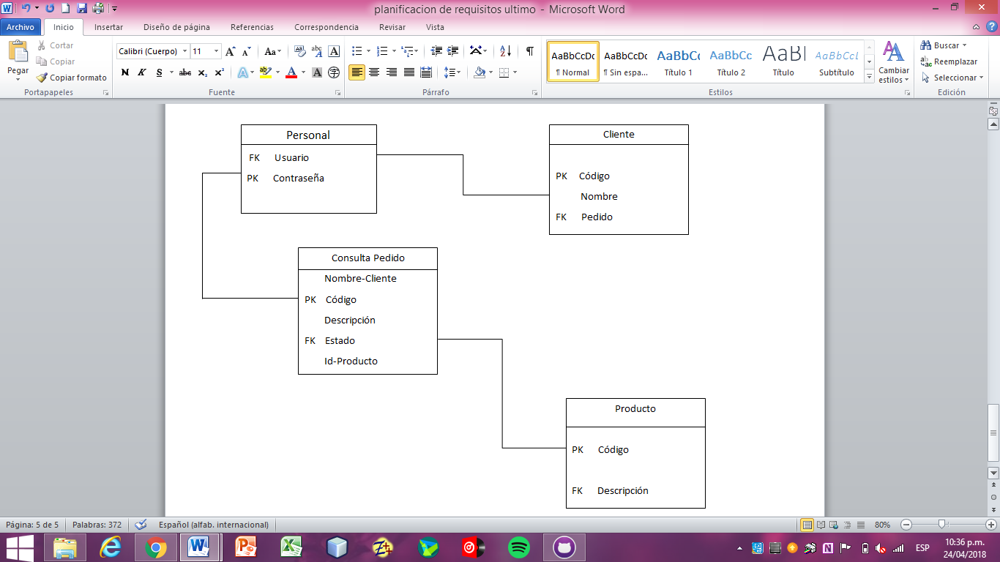 planificacion de requisitos ultimo - Microsoft Word
Archivo Inicio Insertar Diseño de página Referencias Correspondencia Revisar Vista
Pegar
Cortar
Copiar
Copiar formato
Portapapeles
Calibri (Cuerpo) 11
Fuente
Párrafo
AaBbCcDc AaBbCcDc AaBbCc AaBbCc AaBl AaBbCcL
¶ Normal ¶ Sin espa... Título 1 Título 2 Título Subtítulo
Cambiar
estilos
Estilos
Buscar
Reemplazar
Seleccionar
Edición
Personal
FK Usuario
PK Contraseña
Cliente
PK Código
Nombre
FK Pedido
Consulta Pedido
Nombre-Cliente
PK Código
Descripción
FK Estado
Id-Producto
Producto
PK Código
FK Descripción
Página: 5 de 5 Palabras: 372 Español (alfab. internacional) 80%
ESP
10:36 p.m.
24/04/2018